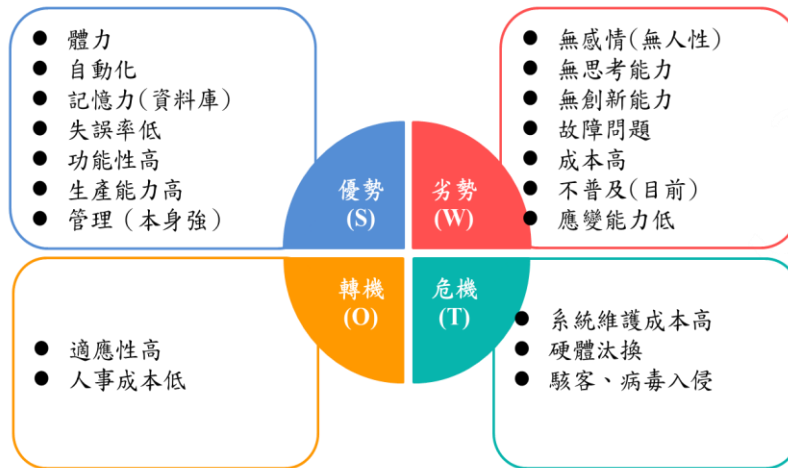 體力
自動化
記憶力(資料庫)
失誤率低
功能性高
生產能力高
管理（本身強）
優勢
(S)
無感情(無人性)
無思考能力
無創新能力
故障問題
成本高
不普及(目前)
應變能力低
劣勢
(W)
適應性高
人事成本低
轉機
(O)
危機
(T)
系統維護成本高
硬體汰換
駭客、病毒入侵